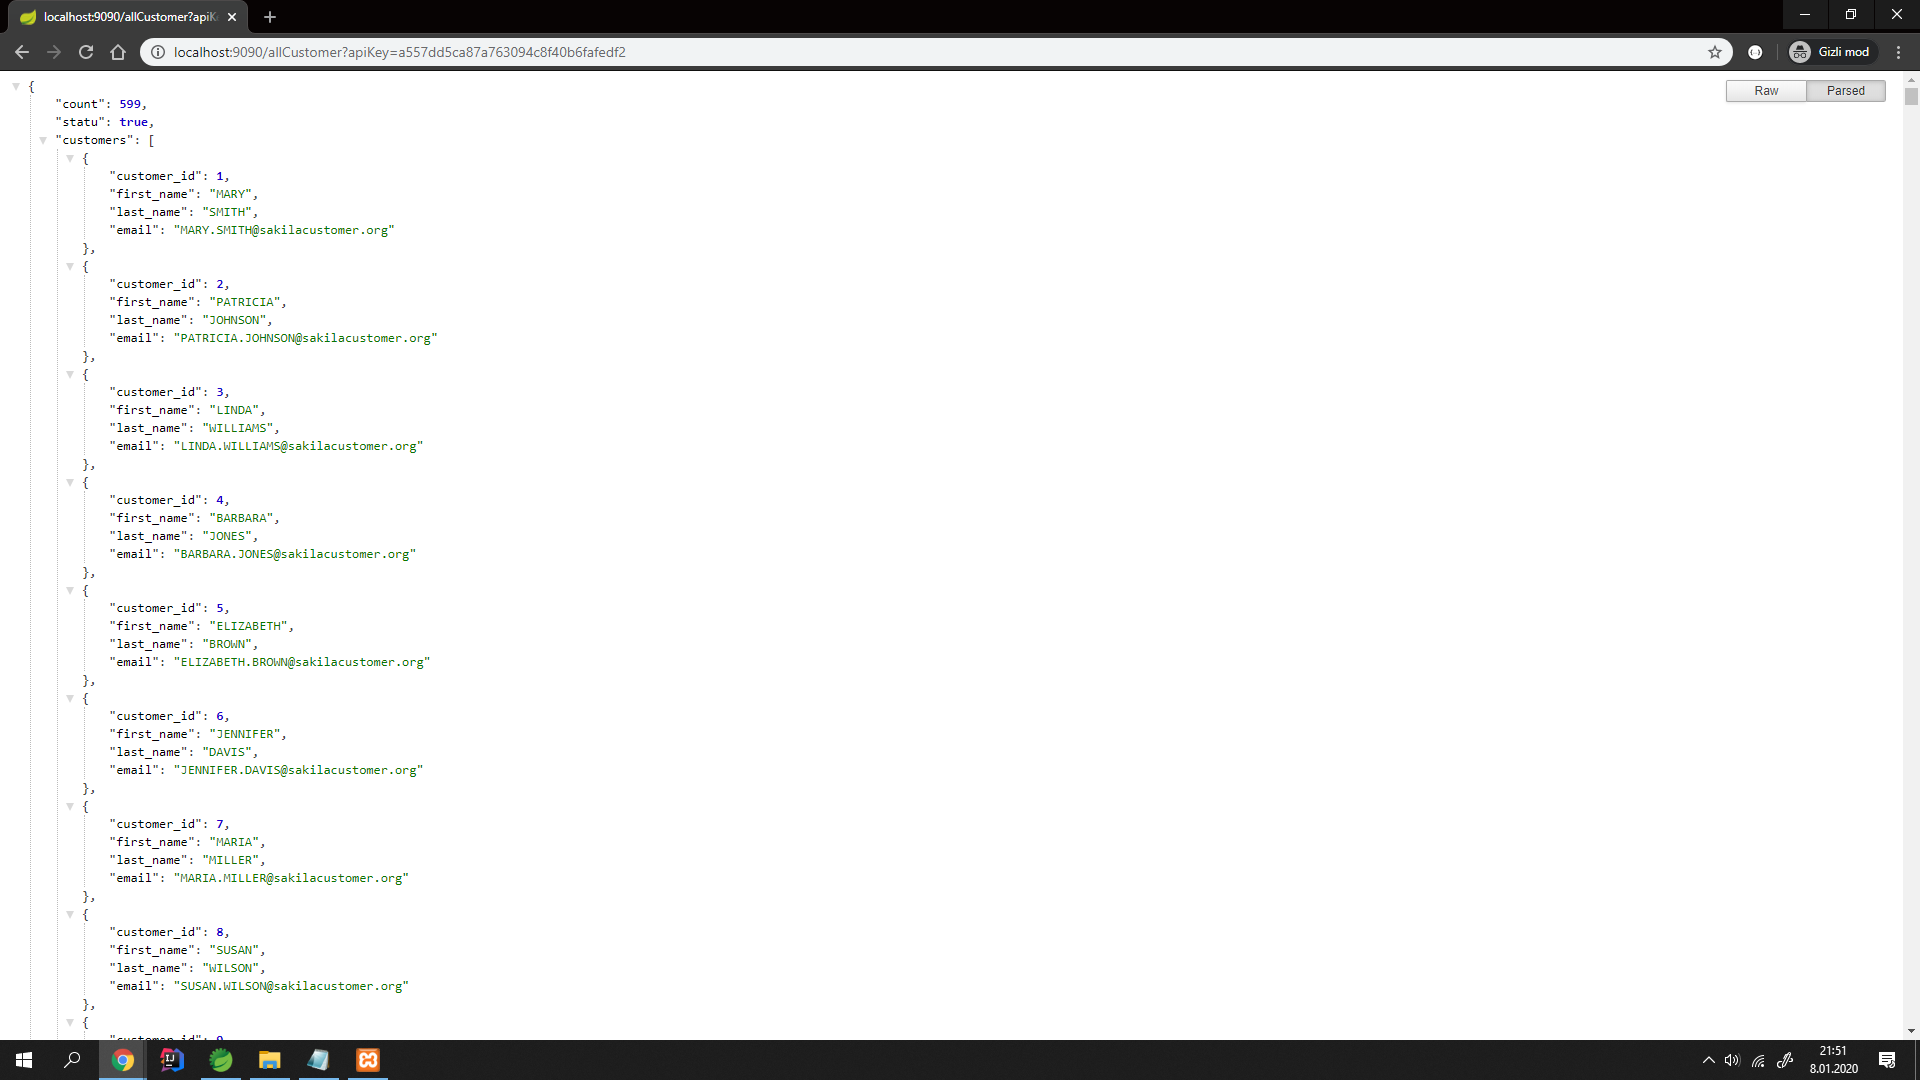 localhost:9090/allCustomer?apiK
localhost:9090/allCustomer?apiKey=a557dd5ca87a763094c8f40b6fafedf2
Gizli mod
Raw
Parsed
{
"count": 599,
"statu": true,
"customers": [
{
"customer_id": 1,
"first_name": "MARY",
"last_name": "SMITH",
"email": "MARY.SMITH@sakilacustomer.org"
},
{
"customer_id": 2,
"first_name": "PATRICIA",
"last_name": "JOHNSON",
"email": "PATRICIA.JOHNSON@sakilacustomer.org"
},
{
"customer_id": 3,
"first_name": "LINDA",
"last_name": "WILLIAMS",
"email": "LINDA.WILLIAMS@sakilacustomer.org"
},
{
"customer_id": 4,
"first_name": "BARBARA",
"last_name": "JONES",
"email": "BARBARA.JONES@sakilacustomer.org"
},
{
"customer_id": 5,
"first_name": "ELIZABETH",
"last_name": "BROWN",
"email": "ELIZABETH.BROWN@sakilacustomer.org"
},
{
"customer_id": 6,
"first_name": "JENNIFER",
"last_name": "DAVIS",
"email": "JENNIFER.DAVIS@sakilacustomer.org"
},
{
"customer_id": 7,
"first_name": "MARIA",
"last_name": "MILLER",
"email": "MARIA.MILLER@sakilacustomer.org"
},
{
"customer_id": 8,
"first_name": "SUSAN",
"last_name": "WILSON",
"email": "SUSAN.WILSON@sakilacustomer.org"
},
{
"customer_id": 9
21:51
8.01.2020